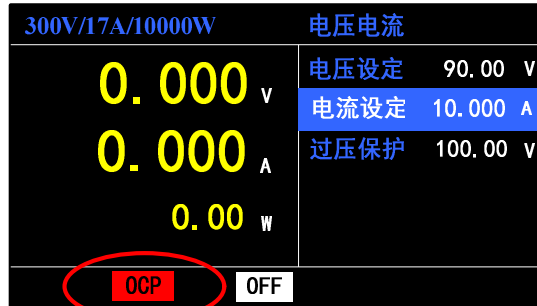 300V/17A/10000W
电压电流
0.000 V
0.000 A
0.00 W
电压设定 90.00 V
电流设定 10.000 A
过压保护 100.00 V
OCP OFF